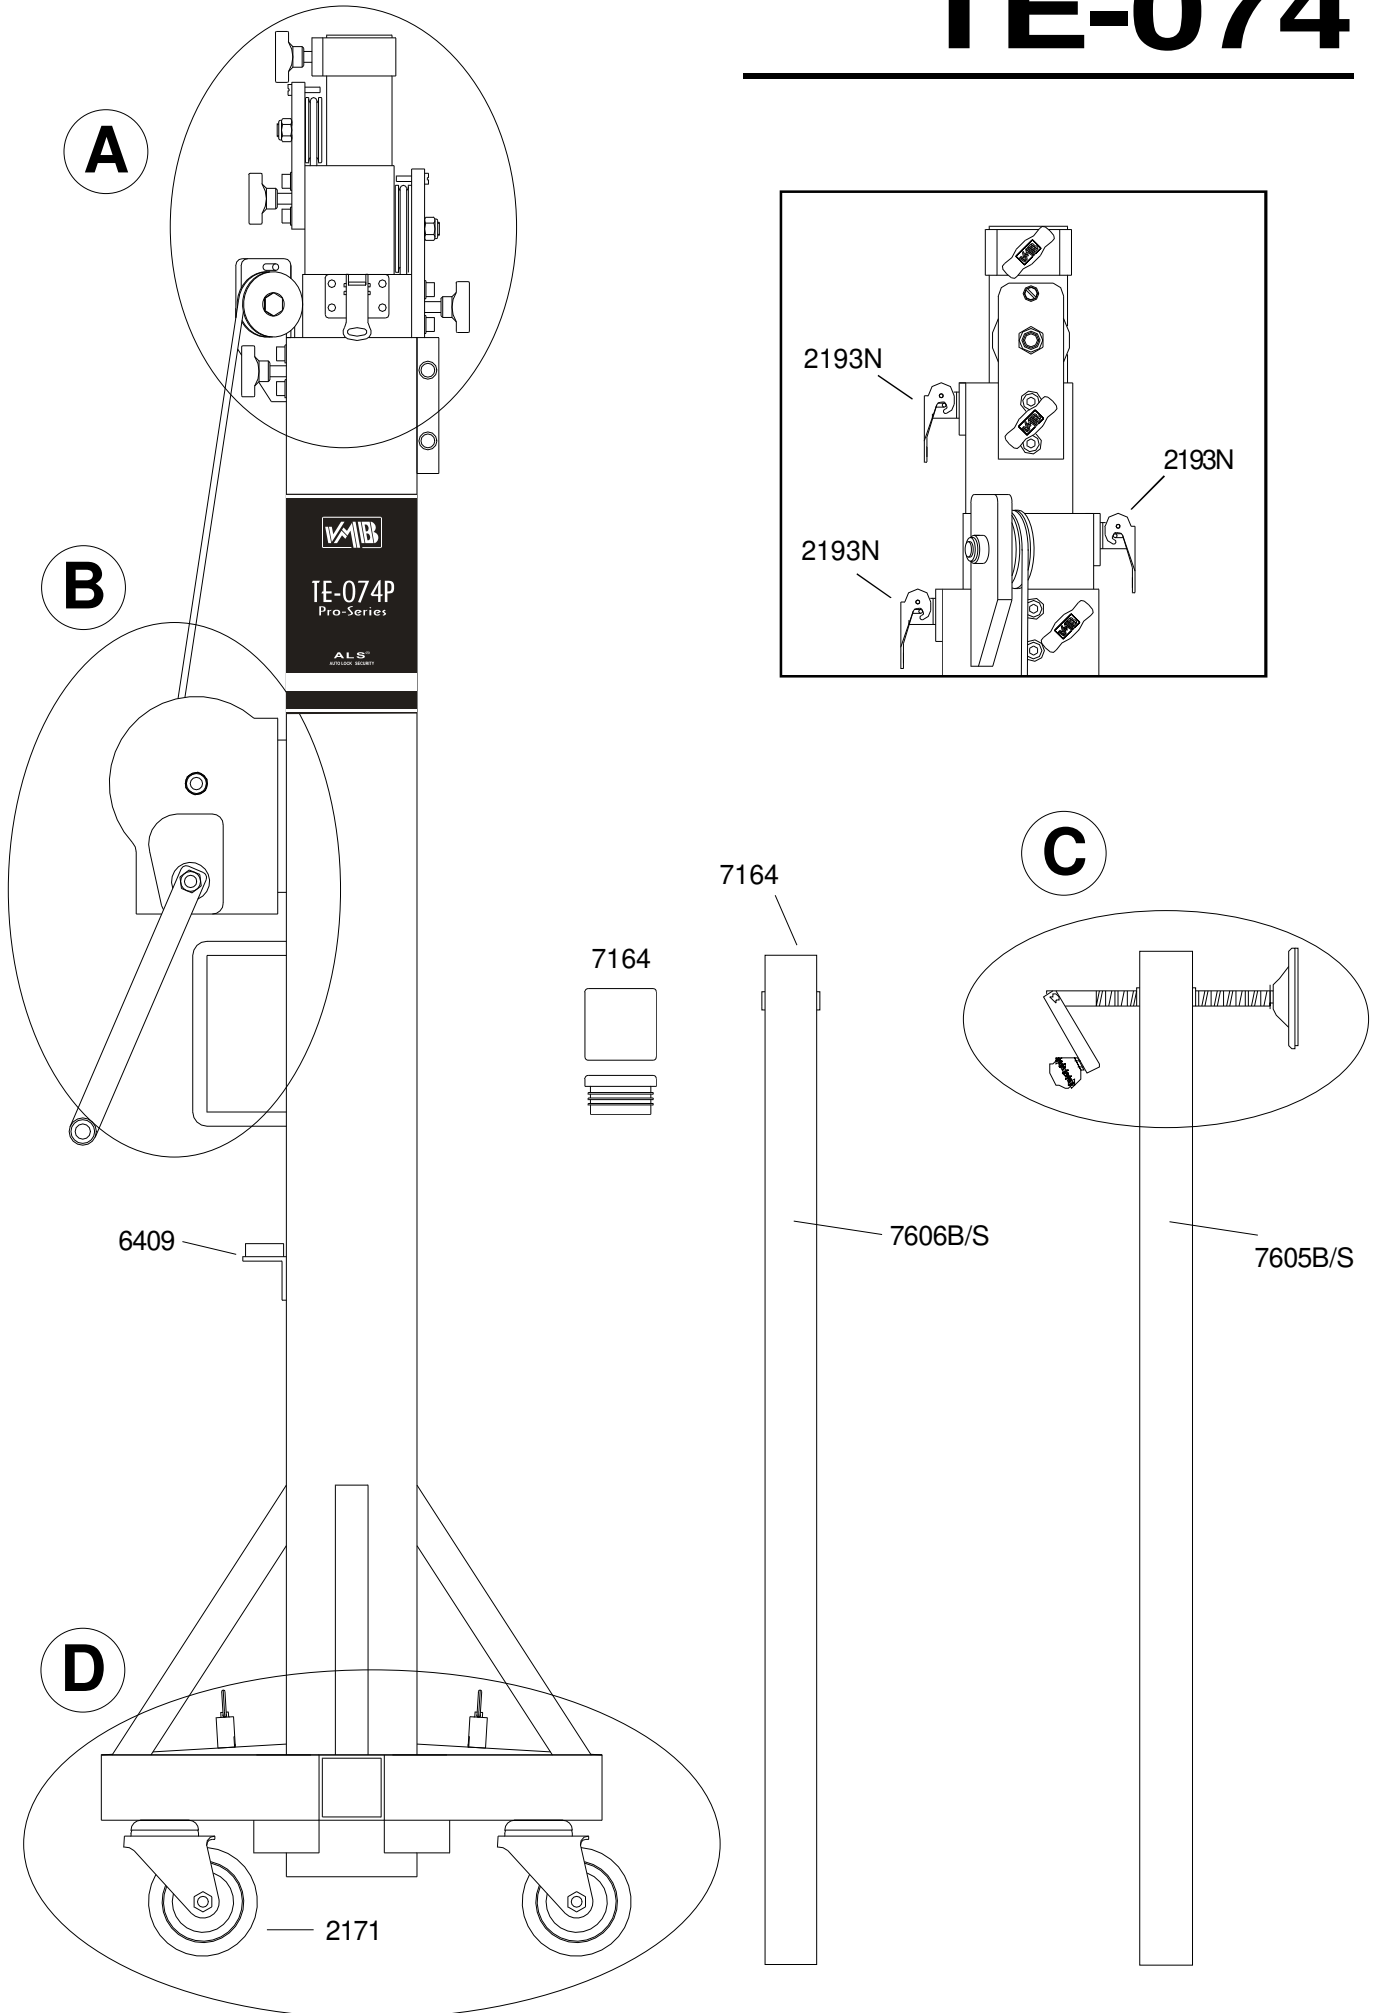 TE-074
A
2193N
2193N
2193N
B
VMB
TE-074P
Pro-Series
ALS
AUTO LOCK SECURITY
C
7164
7164
6409
7606B/S
7605B/S
D
2171